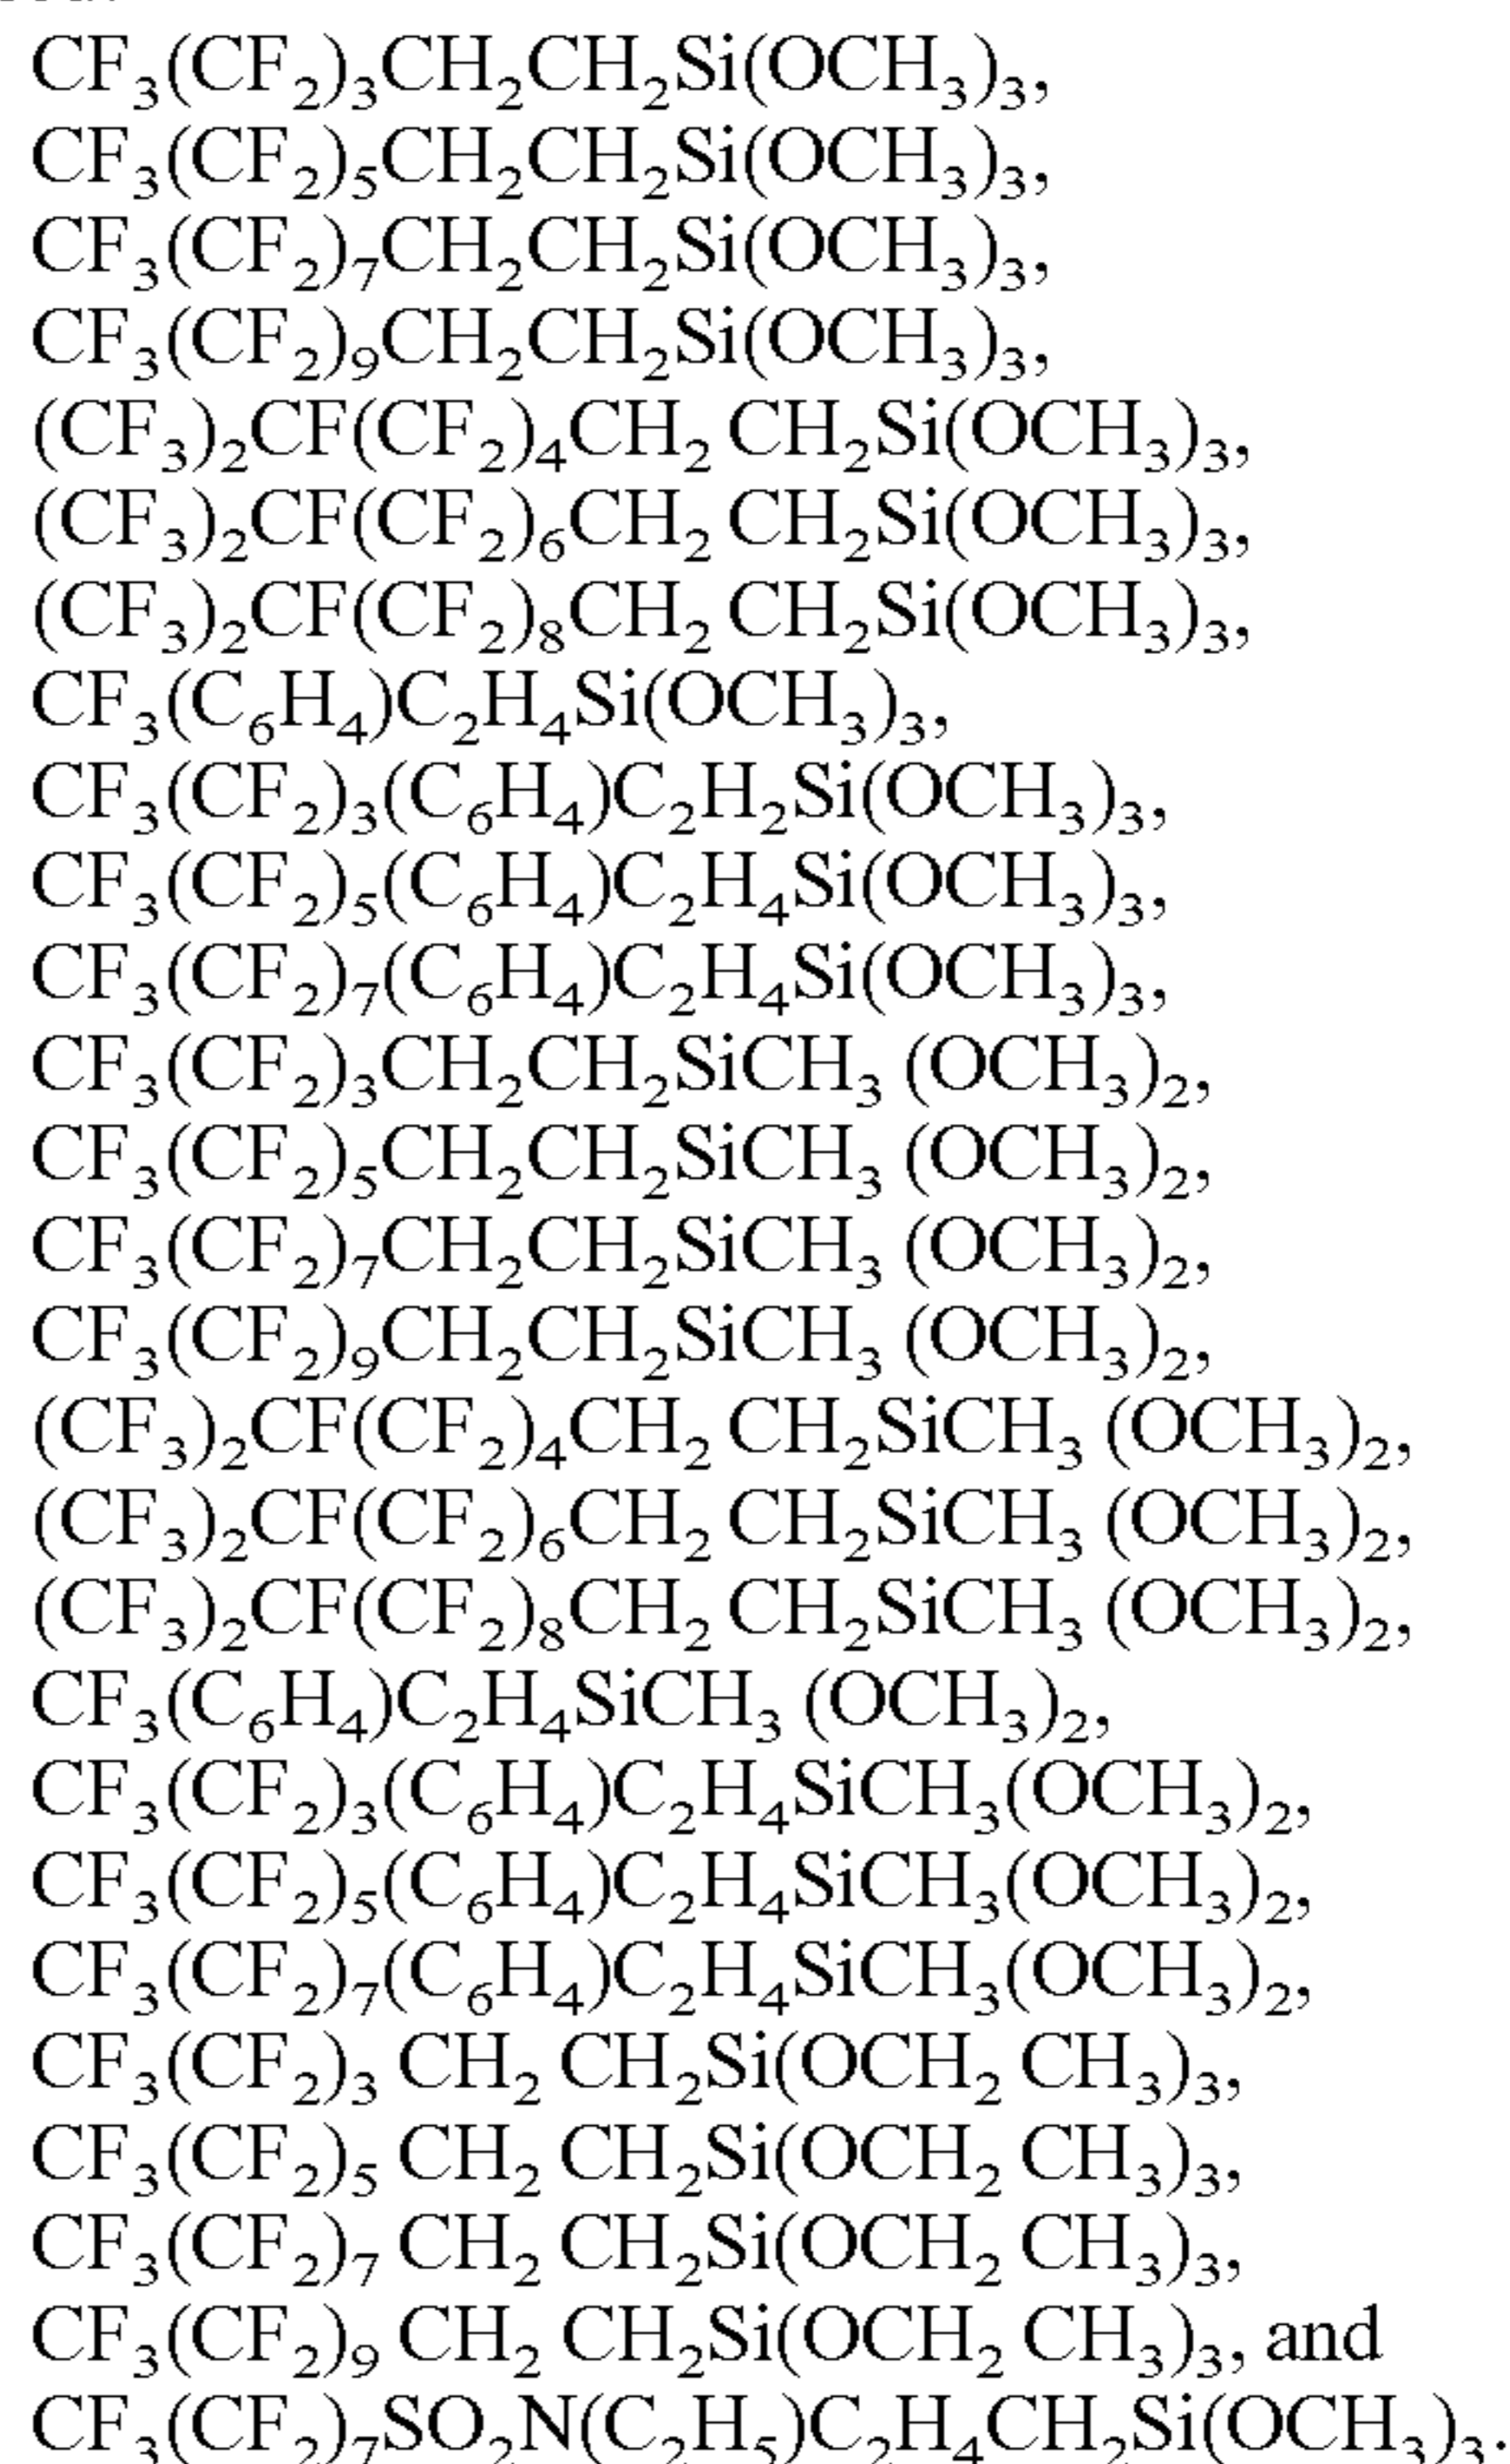 CF₃(CF₂)₃CH₂CH₂Si(OCH₃)₃,
CF₃(CF₂)₅CH₂CH₂Si(OCH₃)₃,
CF₃(CF₂)₇CH₂CH₂Si(OCH₃)₃,
CF₃(CF₂)₉CH₂CH₂Si(OCH₃)₃,
(CF₃)₂CF(CF₂)₄CH₂ CH₂Si(OCH₃)₃,
(CF₃)₂CF(CF₂)₆CH₂ CH₂Si(OCH₃)₃,
(CF₃)₂CF(CF₂)₈CH₂ CH₂Si(OCH₃)₃,
CF₃(C₆H₄)C₂H₄Si(OCH₃)₃,
CF₃(CF₂)₃(C₆H₄)C₂H₂Si(OCH₃)₃,
CF₃(CF₂)₅(C₆H₄)C₂H₄Si(OCH₃)₃,
CF₃(CF₂)₇(C₆H₄)C₂H₄Si(OCH₃)₃,
CF₃(CF₂)₃CH₂CH₂SiCH₃ (OCH₃)₂,
CF₃(CF₂)₅CH₂CH₂SiCH₃ (OCH₃)₂,
CF₃(CF₂)₇CH₂CH₂SiCH₃ (OCH₃)₂,
CF₃(CF₂)₉CH₂CH₂SiCH₃ (OCH₃)₂,
(CF₃)₂CF(CF₂)₄CH₂ CH₂SiCH₃ (OCH₃)₂,
(CF₃)₂CF(CF₂)₆CH₂ CH₂SiCH₃ (OCH₃)₂,
(CF₃)₂CF(CF₂)₈CH₂ CH₂SiCH₃ (OCH₃)₂,
CF₃(C₆H₄)C₂H₄SiCH₃ (OCH₃)₂,
CF₃(CF₂)₃(C₆H₄)C₂H₄SiCH₃(OCH₃)₂,
CF₃(CF₂)₅(C₆H₄)C₂H₄SiCH₃(OCH₃)₂,
CF₃(CF₂)₇(C₆H₄)C₂H₄SiCH₃(OCH₃)₂,
CF₃(CF₂)₃ CH₂ CH₂Si(OCH₂ CH₃)₃,
CF₃(CF₂)₅ CH₂ CH₂Si(OCH₂ CH₃)₃,
CF₃(CF₂)₇ CH₂ CH₂Si(OCH₂ CH₃)₃,
CF₃(CF₂)₉ CH₂ CH₂Si(OCH₂ CH₃)₃, and
CF₃(CF₂)₇SO₂N(C₂H₅)C₂H₄CH₂Si(OCH₃)₃.